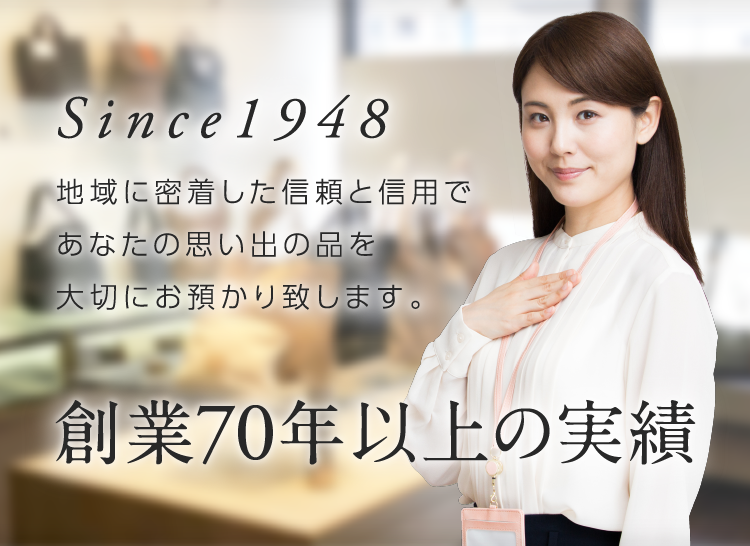 Since1948
地域に密着した信頼と信用で
あなたの思い出の品を
大切にお預かり致します。
創業70年以上の実績